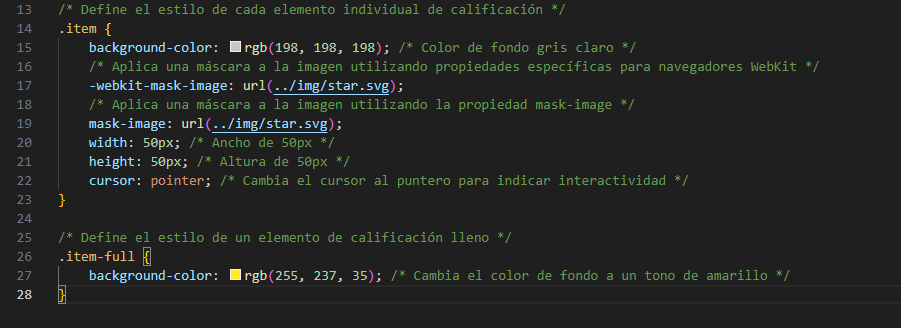 13 /* Define el estilo de cada elemento individual de calificación */
14 .item {
15 background-color: rgb(198, 198, 198); /* Color de fondo gris claro */
16 /* Aplica una máscara a la imagen utilizando propiedades específicas para navegadores WebKit */
17 -webkit-mask-image: url(../img/star.svg);
18 /* Aplica una máscara a la imagen utilizando la propiedad mask-image */
19 mask-image: url(../img/star.svg);
20 width: 50px; /* Ancho de 50px */
21 height: 50px; /* Altura de 50px */
22 cursor: pointer; /* Cambia el cursor al puntero para indicar interactividad */
23 }
24
25 /* Define el estilo de un elemento de calificación lleno */
26 .item-full {
27 background-color: rgb(255, 237, 35); /* Cambia el color de fondo a un tono de amarillo */
28 }